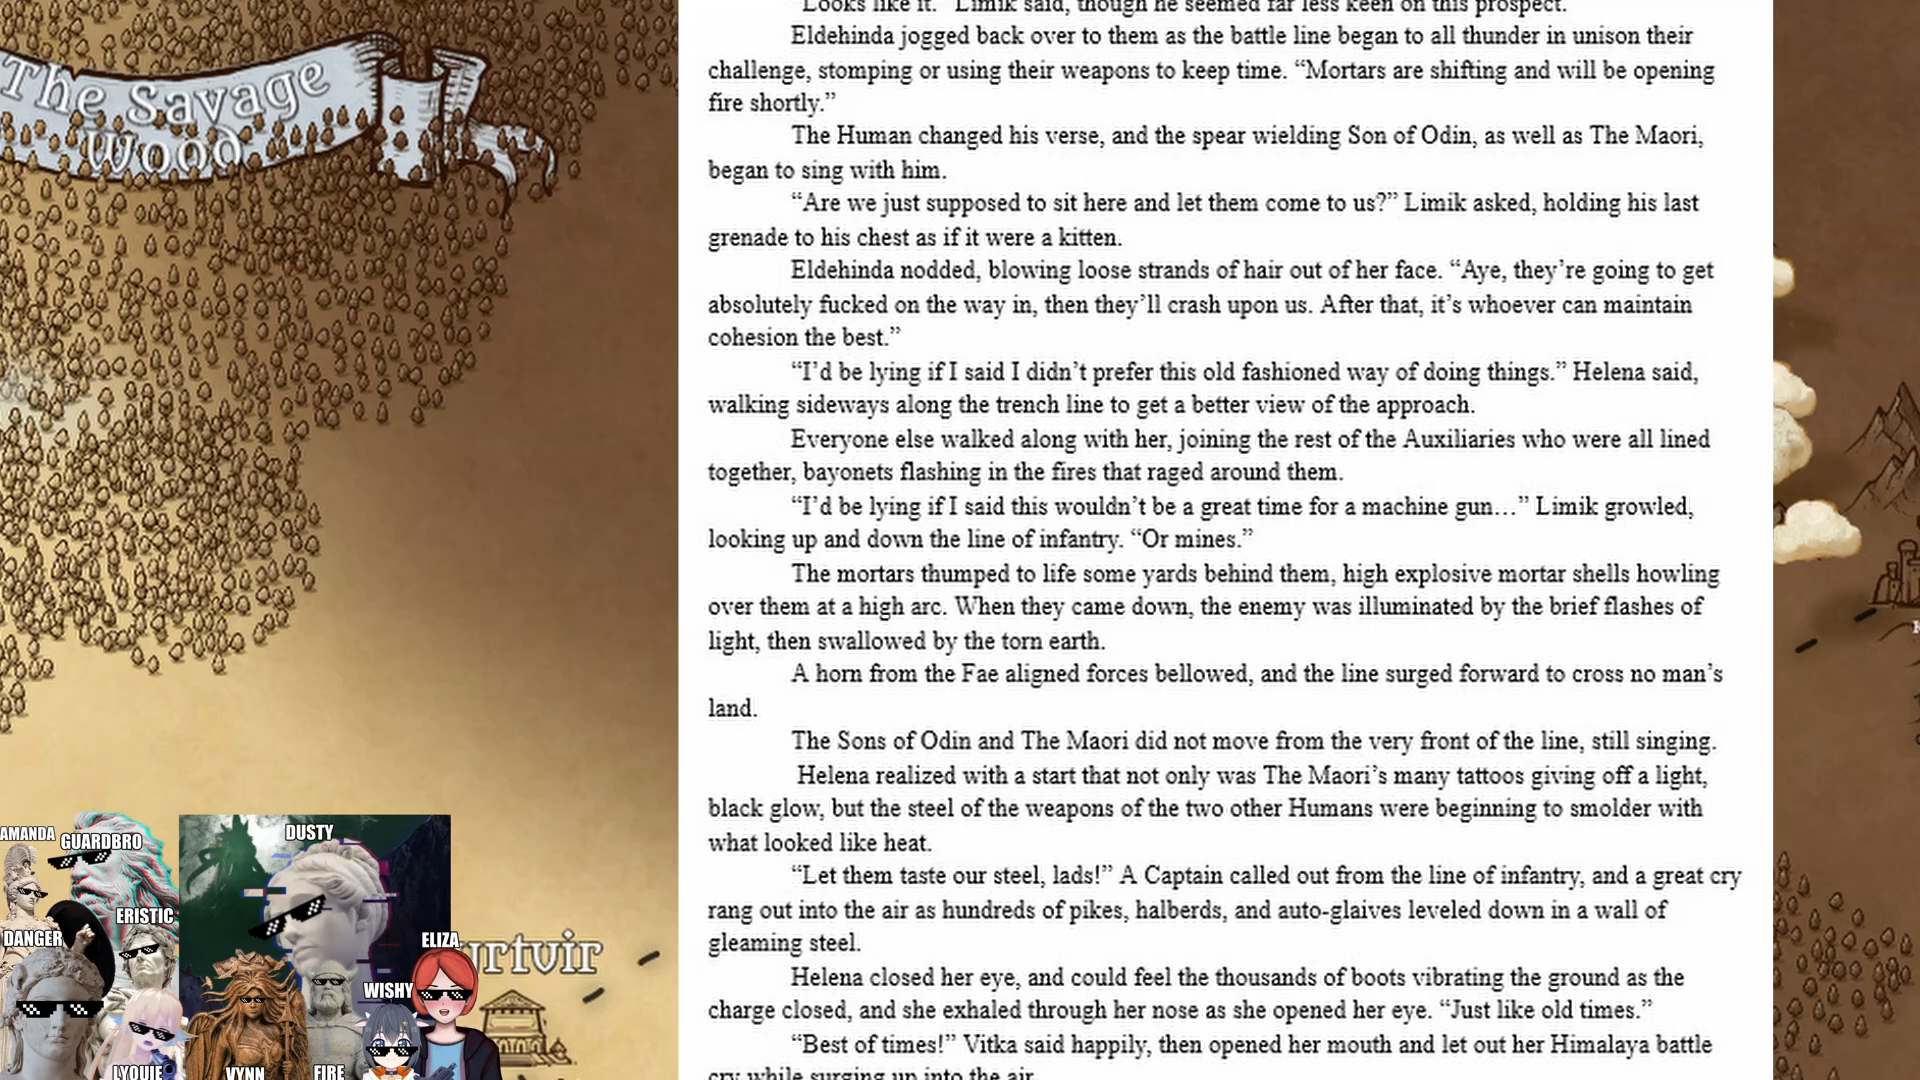 The Savage
Wood
"Looks like it." Limik said, though he seemed far less keen on this prospect.
Eldehinda jogged back over to them as the battle line began to all thunder in unison their
challenge, stomping or using their weapons to keep time. “Mortars are shifting and will be opening
fire shortly.”
The Human changed his verse, and the spear wielding Son of Odin, as well as The Maori,
began to sing with him.
“Are we just supposed to sit here and let them come to us?” Limik asked, holding his last
grenade to his chest as if it were a kitten.
Eldehinda nodded, blowing loose strands of hair out of her face. “Aye, they’re going to get
absolutely fucked on the way in, then they’ll crash upon us. After that, it’s whoever can maintain
cohesion the best.”
“I’d be lying if I said I didn’t prefer this old fashioned way of doing things.” Helena said,
walking sideways along the trench line to get a better view of the approach.
Everyone else walked along with her, joining the rest of the Auxiliaries who were all lined
together, bayonets flashing in the fires that raged around them.
“I’d be lying if I said this wouldn’t be a great time for a machine gun…” Limik growled,
looking up and down the line of infantry. “Or mines.”
The mortars thumped to life some yards behind them, high explosive mortar shells howling
over them at a high arc. When they came down, the enemy was illuminated by the brief flashes of
light, then swallowed by the torn earth.
A horn from the Fae aligned forces bellowed, and the line surged forward to cross no man’s
land.
The Sons of Odin and The Maori did not move from the very front of the line, still singing.
Helena realized with a start that not only was The Maori’s many tattoos giving off a light,
black glow, but the steel of the weapons of the two other Humans were beginning to smolder with
what looked like heat.
“Let them taste our steel, lads!” A Captain called out from the line of infantry, and a great cry
rang out into the air as hundreds of pikes, halberds, and auto-glaives leveled down in a wall of
gleaming steel.
Helena closed her eye, and could feel the thousands of boots vibrating the ground as the
charge closed, and she exhaled through her nose as she opened her eye. “Just like old times.”
“Best of times!” Vitka said happily, then opened her mouth and let out her Himalaya battle
cry while surging up into the air.
AMANDA
GUARDBRO
DUSTY
ERISTIC
DANGER
ELIZA
WISHY
LYQUIE
VYNN
FIRE